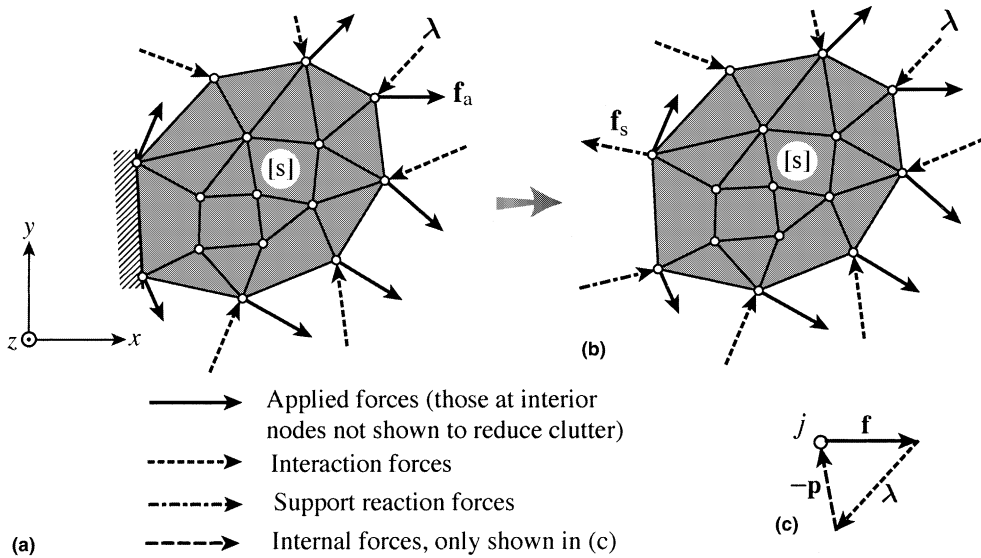 λ
f_a
[s]
y
z
x
(a)
λ
f_s
[s]
(b)
Applied forces (those at interior
nodes not shown to reduce clutter)
Interaction forces
Support reaction forces
Internal forces, only shown in (c)
j
f
−p
λ
(c)